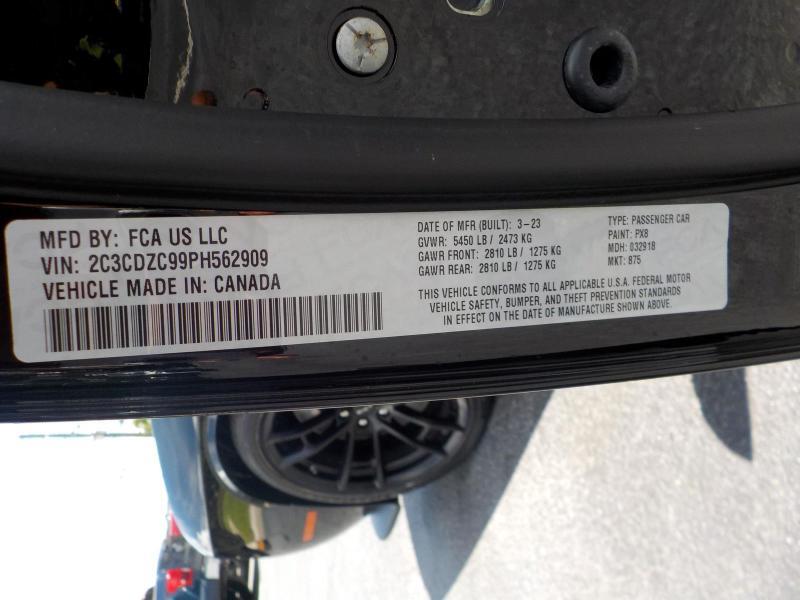 MFD BY: FCA US LLC
VIN: 2C3CDZC99PH562909
VEHICLE MADE IN: CANADA
DATE OF MFR (BUILT): 3-23
GVWR: 5450 LB / 2473 KG
GAWR FRONT: 2810 LB / 1275 KG
GAWR REAR: 2810 LB / 1275 KG
TYPE: PASSENGER CAR
PAINT: PX8
MDH: 032918
MKT: 875
THIS VEHICLE CONFORMS TO ALL APPLICABLE U.S.A. FEDERAL MOTOR
VEHICLE SAFETY, BUMPER, AND THEFT PREVENTION STANDARDS
IN EFFECT ON THE DATE OF MANUFACTURE SHOWN ABOVE.